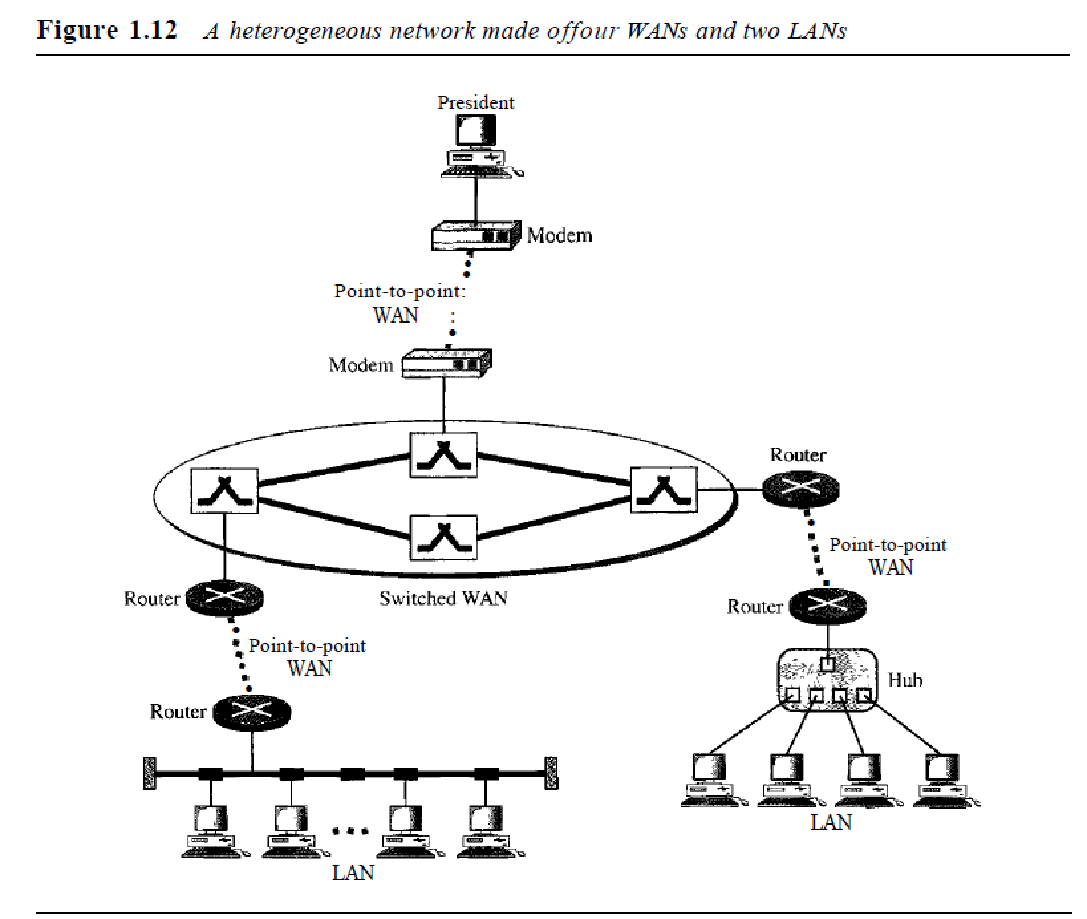 Figure 1.12 A heterogeneous network made offour WANs and two LANs
President
Modem
Point-to-point:
WAN :
Modem
Router
Point-to-point
WAN
Router
Switched WAN
Router
Point-to-point
WAN
Hub
Router
LAN
LAN